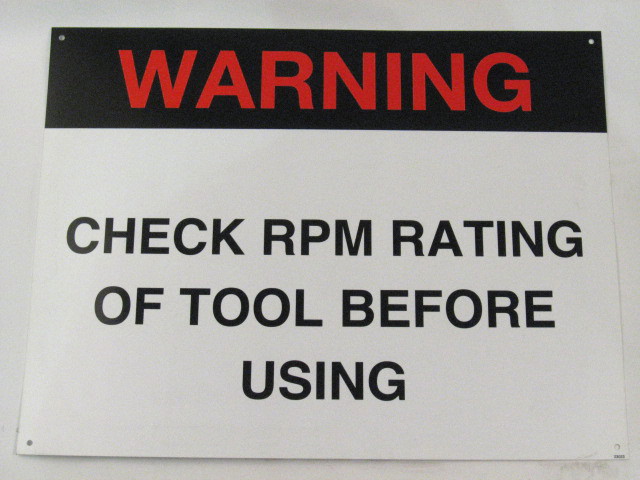 WARNING
CHECK RPM RATING
OF TOOL BEFORE
USING